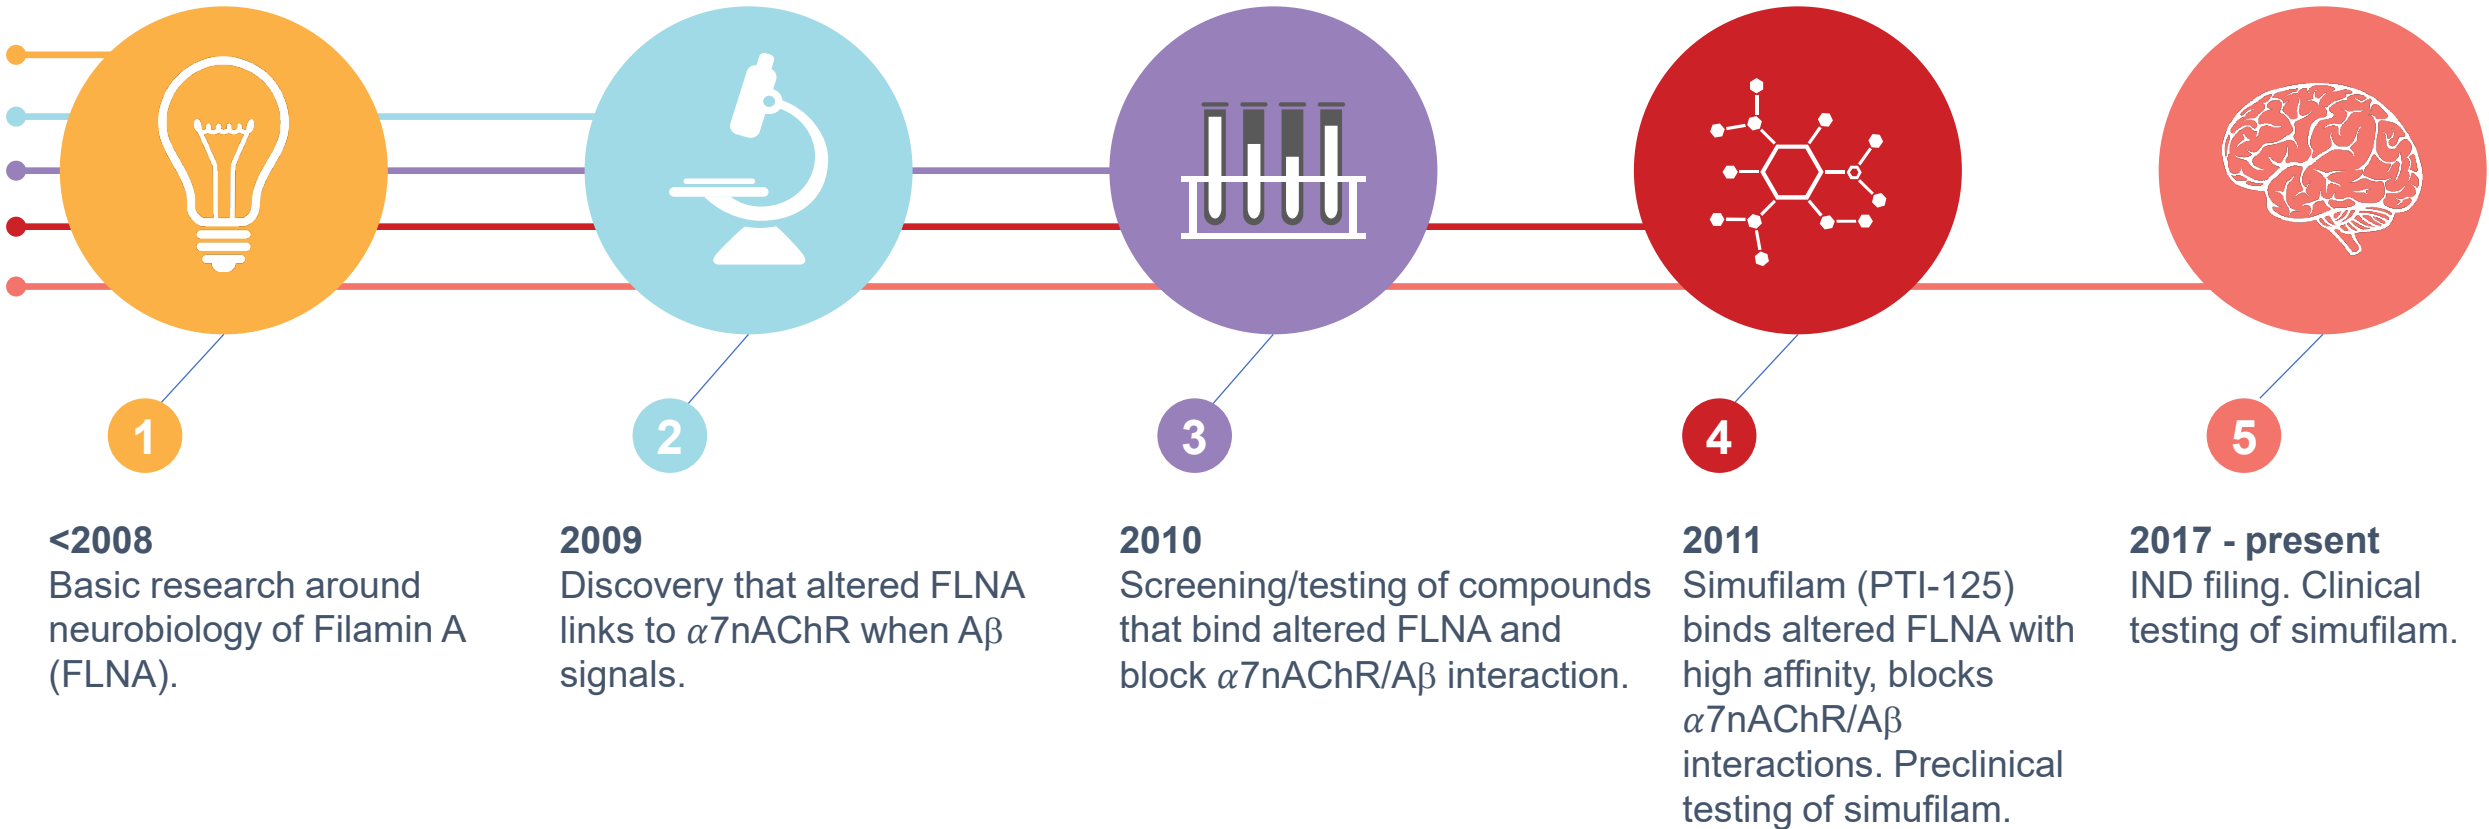 1
<2008
Basic research around
neurobiology of Filamin A
(FLNA).
2
2009
Discovery that altered FLNA
links to α7nAChR when Aβ
signals.
3
2010
Screening/testing of compounds
that bind altered FLNA and
block α7nAChR/Aβ interaction.
4
2011
Simufilam (PTI-125)
binds altered FLNA with
high affinity, blocks
α7nAChR/Aβ
interactions. Preclinical
testing of simufilam.
5
2017 - present
IND filing. Clinical
testing of simufilam.